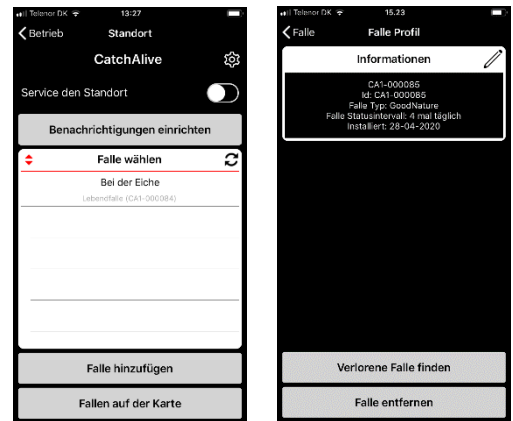 Telenor DK 13:27
Betrieb Standort
CatchAlive
Service den Standort
Benachrichtigungen einrichten
Falle wählen
Bei der Eiche
Lebendfalle (CA1-000084)
Falle hinzufügen
Fallen auf der Karte
Telenor DK 15.23
Falle Falle Profil
Informationen
CA1-000085
Id: CA1-000085
Falle Typ: GoodNature
Falle Statusintervall: 4 mal täglich
Installiert: 28-04-2020
Verlorene Falle finden
Falle entfernen